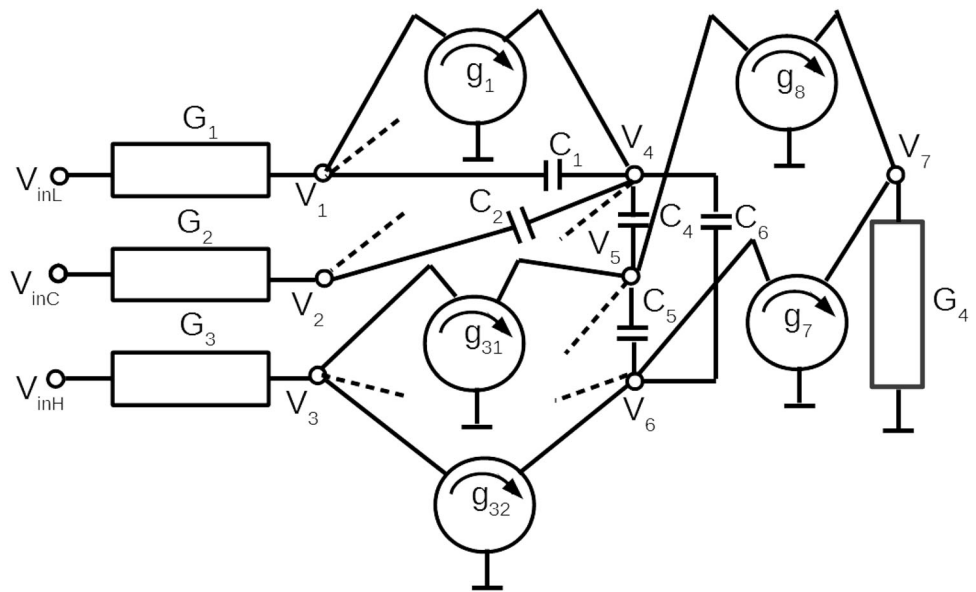 g₁
g₈
G₁
C₁
V₄
V₇
VinL
V₁
G₂
C₂
C₄
C₆
VinC
V₂
V₅
C₅
G₃
g₃₁
g₇
G₄
VinH
V₃
V₆
g₃₂